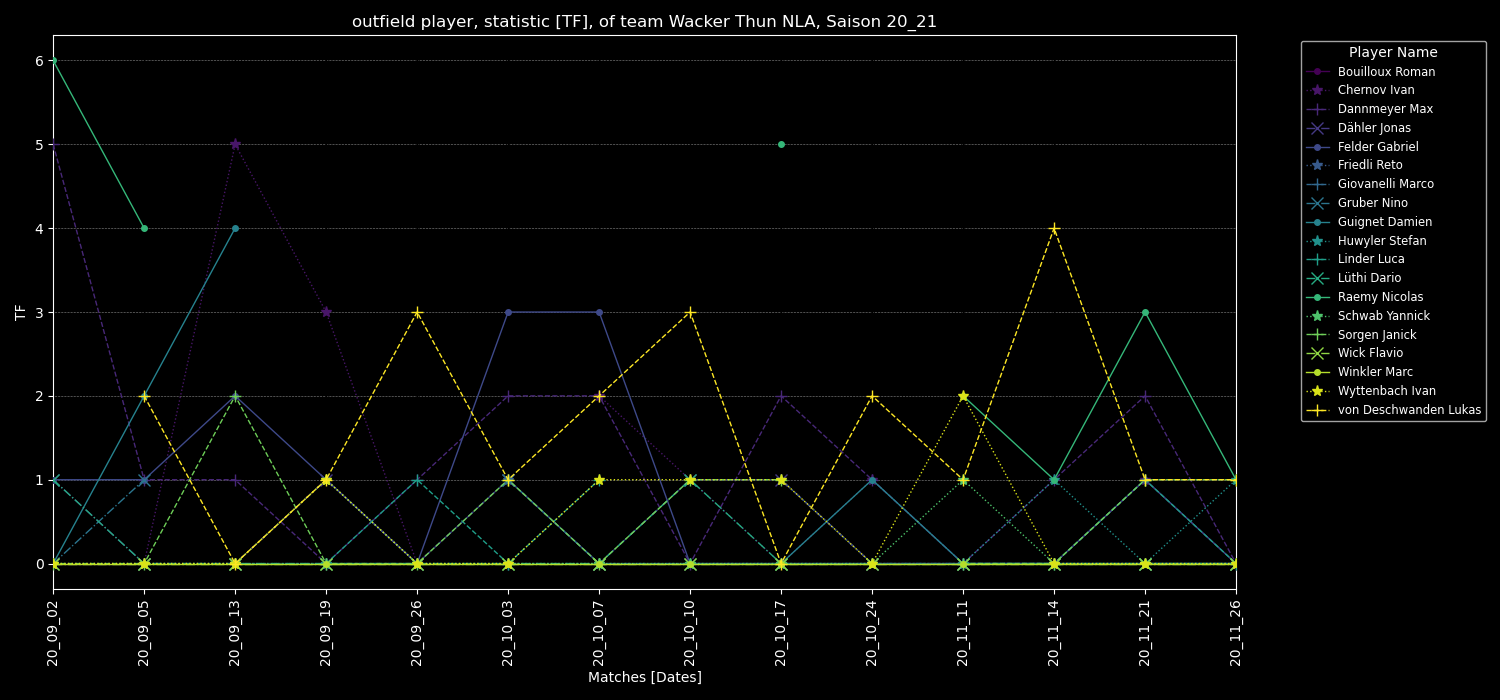 outfield player, statistic [TF], of team Wacker Thun NLA, Saison 20_21
TF
6
5
4
3
2
1
0
20_09_02
20_09_05
20_09_13
20_09_19
20_09_26
20_10_03
20_10_07
20_10_10
20_10_17
20_10_24
20_11_11
20_11_14
20_11_21
20_11_26
Matches [Dates]
Player Name
Bouilloux Roman
Chernov Ivan
Dannmeyer Max
Dähler Jonas
Felder Gabriel
Friedli Reto
Giovanelli Marco
Gruber Nino
Guignet Damien
Huwyler Stefan
Linder Luca
Lüthi Dario
Raemy Nicolas
Schwab Yannick
Sorgen Janick
Wick Flavio
Winkler Marc
Wyttenbach Ivan
von Deschwanden Lukas